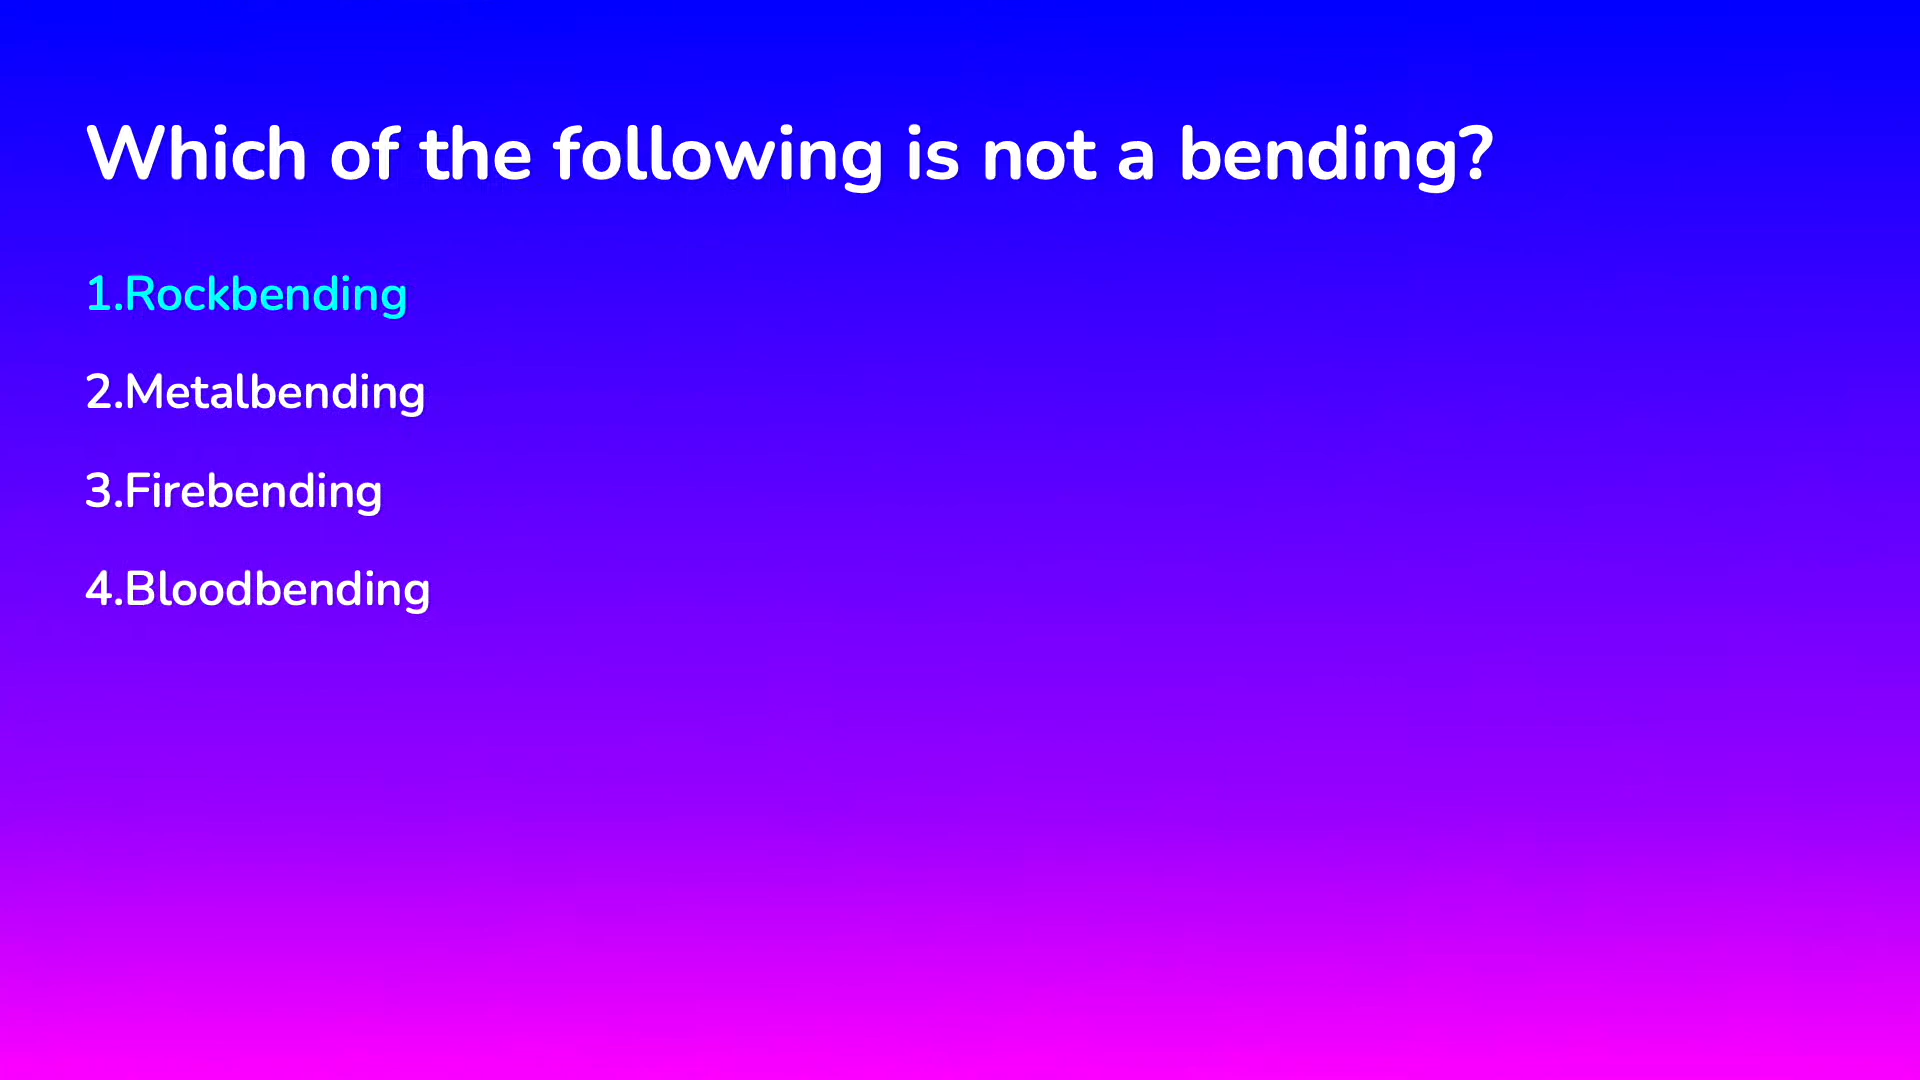 Which of the following is not a bending?
1.Rockbending
2.Metalbending
3.Firebending
4.Bloodbending